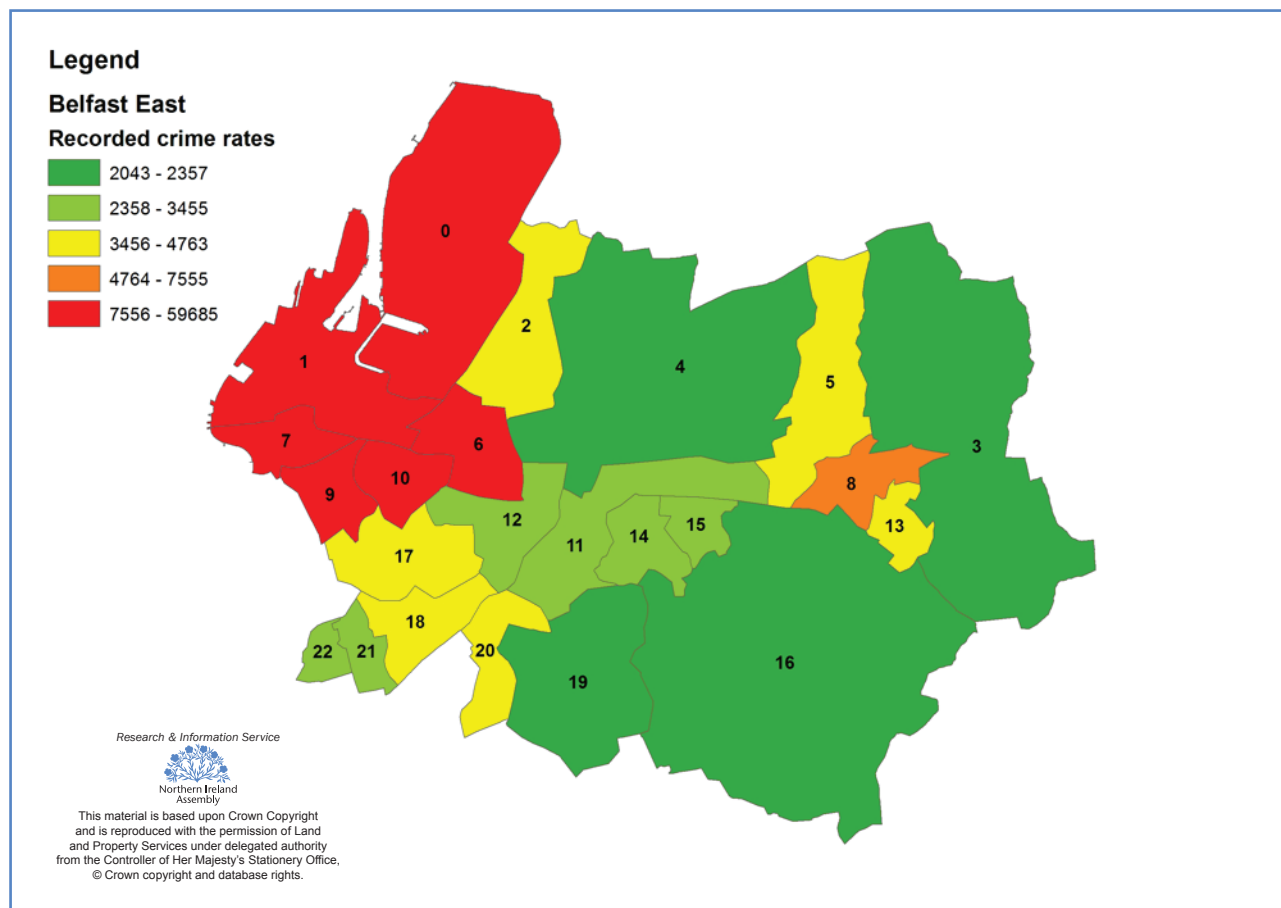 Legend
Belfast East
Recorded crime rates
2043 - 2357
2358 - 3455
3456 - 4763
4764 - 7555
7556 - 59685
0
1
2
4
5
3
7
6
10
9
8
12
15
13
14
11
17
18
22
21
20
19
16
Research & Information Service
Northern Ireland
Assembly
This material is based upon Crown Copyright
and is reproduced with the permission of Land
and Property Services under delegated authority
from the Controller of Her Majesty's Stationery Office,
© Crown copyright and database rights.